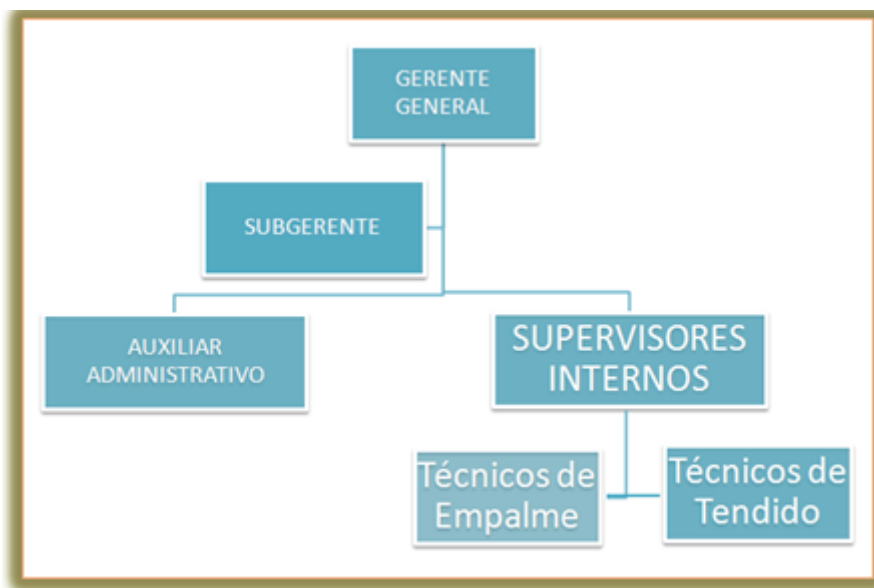 GERENTE
GENERAL
SUBGERENTE
AUXILIAR
ADMINISTRATIVO
SUPERVISORES
INTERNOS
Técnicos de
Empalme
Técnicos de
Tendido